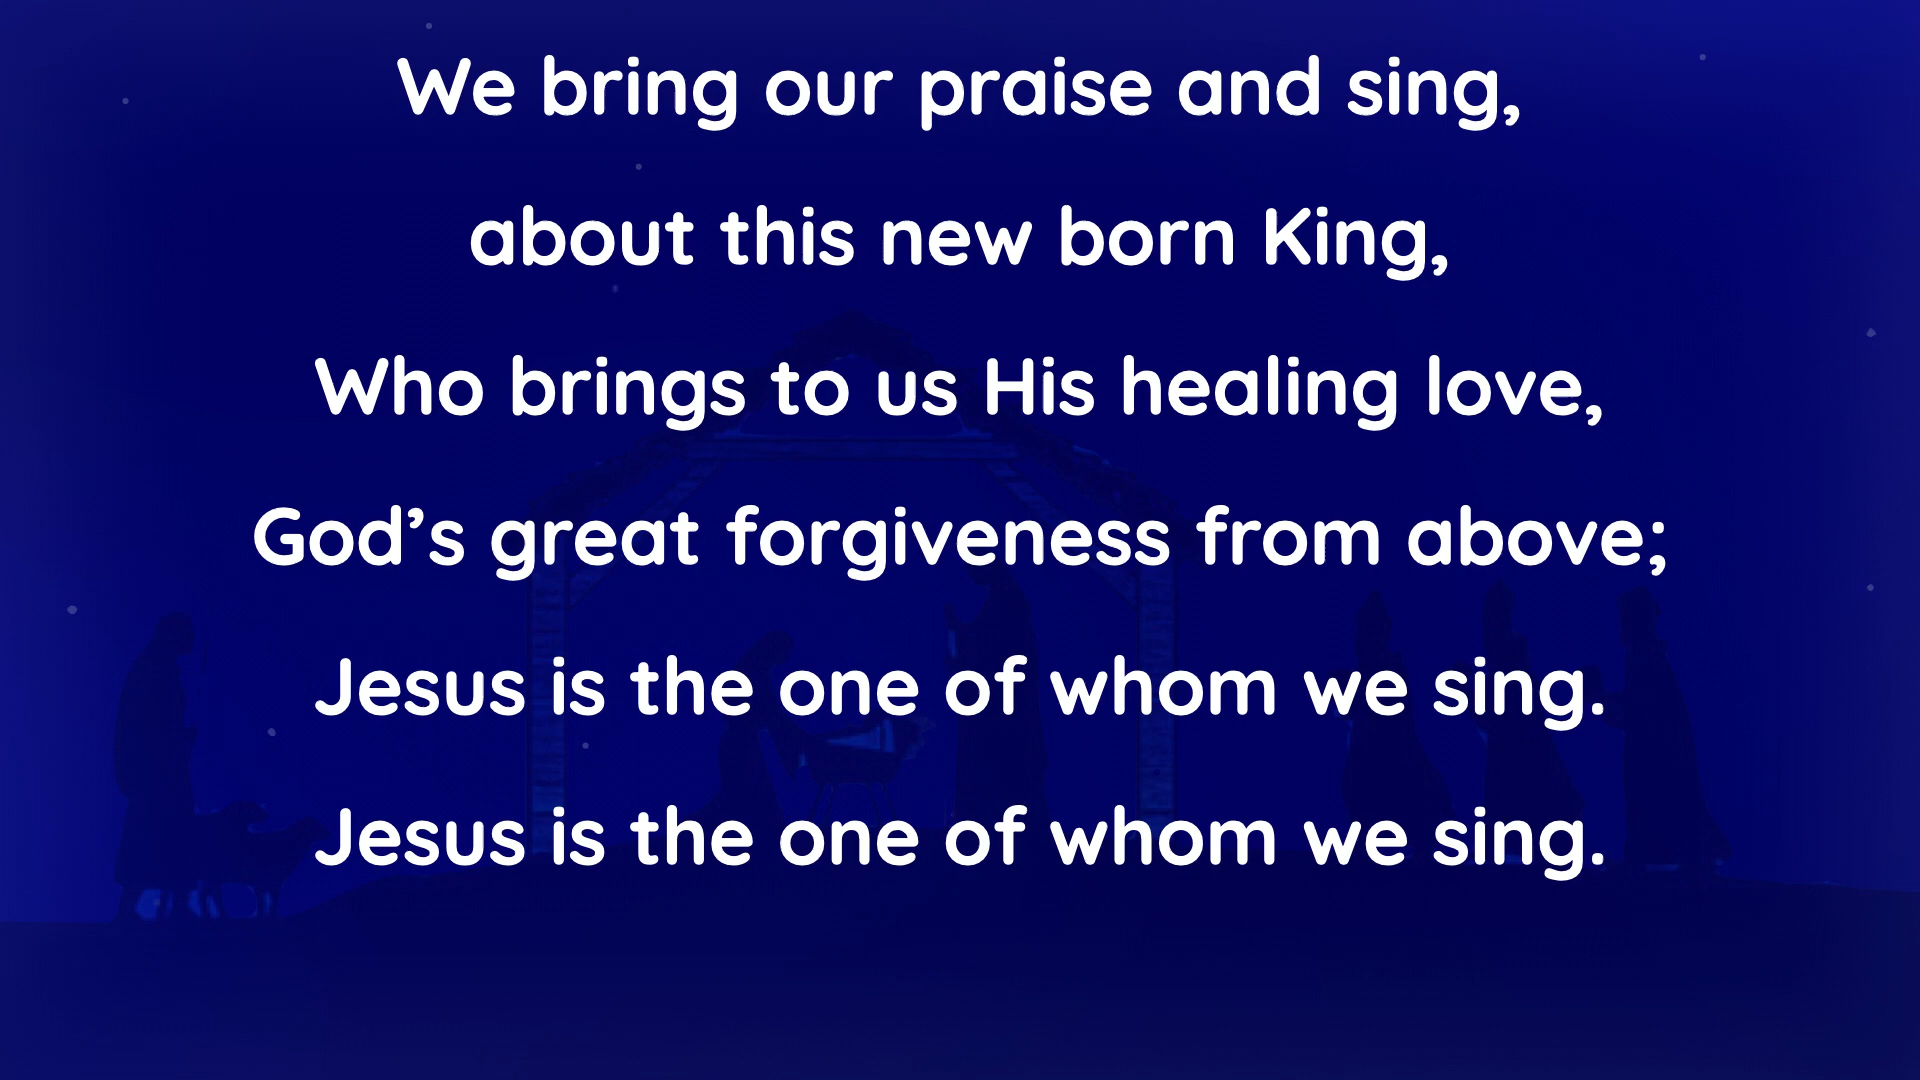 We bring our praise and sing,
about this new born King,
Who brings to us His healing love,
God’s great forgiveness from above;
Jesus is the one of whom we sing.
Jesus is the one of whom we sing.